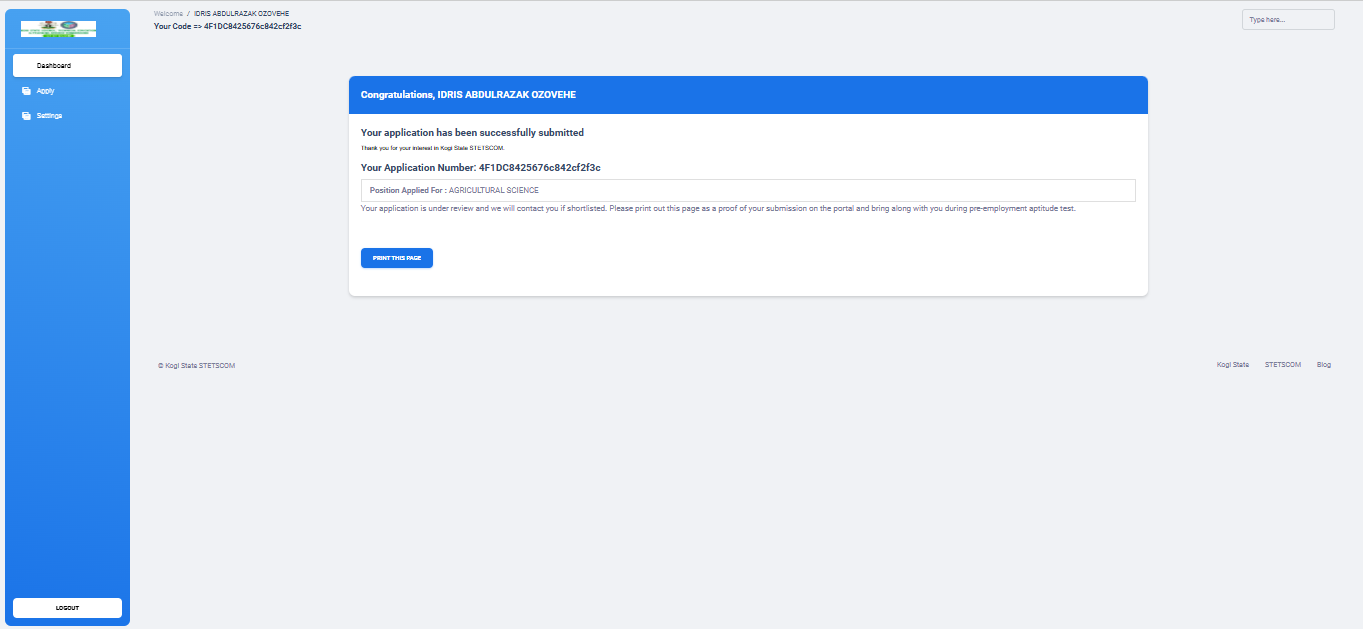 Welcome / IDRIS ABDULRAZAK OZOVEHE
Your Code => 4F1DC8425676c842cf2f3c
Type here...
Dashboard
Apply
Settings
LOGOUT
Congratulations, IDRIS ABDULRAZAK OZOVEHE
Your application has been successfully submitted
Thank you for your interest in Kogi State STETSCOM.
Your Application Number: 4F1DC8425676c842cf2f3c
Position Applied For : AGRICULTURAL SCIENCE
Your application is under review and we will contact you if shortlisted. Please print out this page as a proof of your submission on the portal and bring along with you during pre-employment aptitude test.
PRINT THIS PAGE
© Kogi State STETSCOM
Kogi State STETSCOM Blog